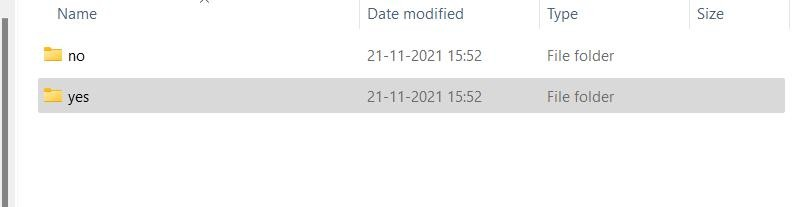 Name Date modified Type Size
no 21-11-2021 15:52 File folder
yes 21-11-2021 15:52 File folder